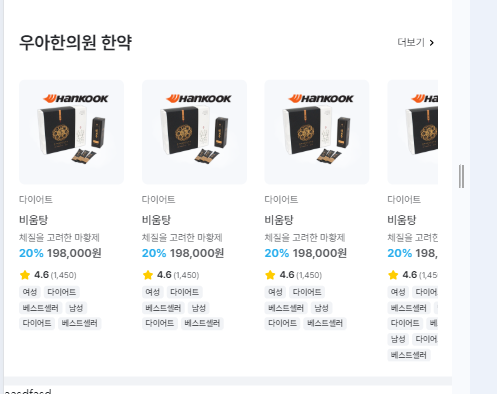 우아한의원 한약
더보기
HANKOOK HANKOOK HANKOOK HANK
다이어트 다이어트 다이어트 다이어트
비움탕 비움탕 비움탕 비움탕
체질을 고려한 마황제 체질을 고려한 마황제 체질을 고려한 마황제 체질을 고려한
20% 198,000원 20% 198,000원 20% 198,000원 20% 198,
4.6 (1,450) 4.6 (1,450) 4.6 (1,450) 4.6 (1,45
여성 다이어트 여성 다이어트 여성 다이어트 여성 다이어
베스트셀러 남성 베스트셀러 남성 베스트셀러 남성 베스트셀러
다이어트 베스트셀러 다이어트 베스트셀러 다이어트 베스트셀러 다이어트
남성 다이어
베스트셀러